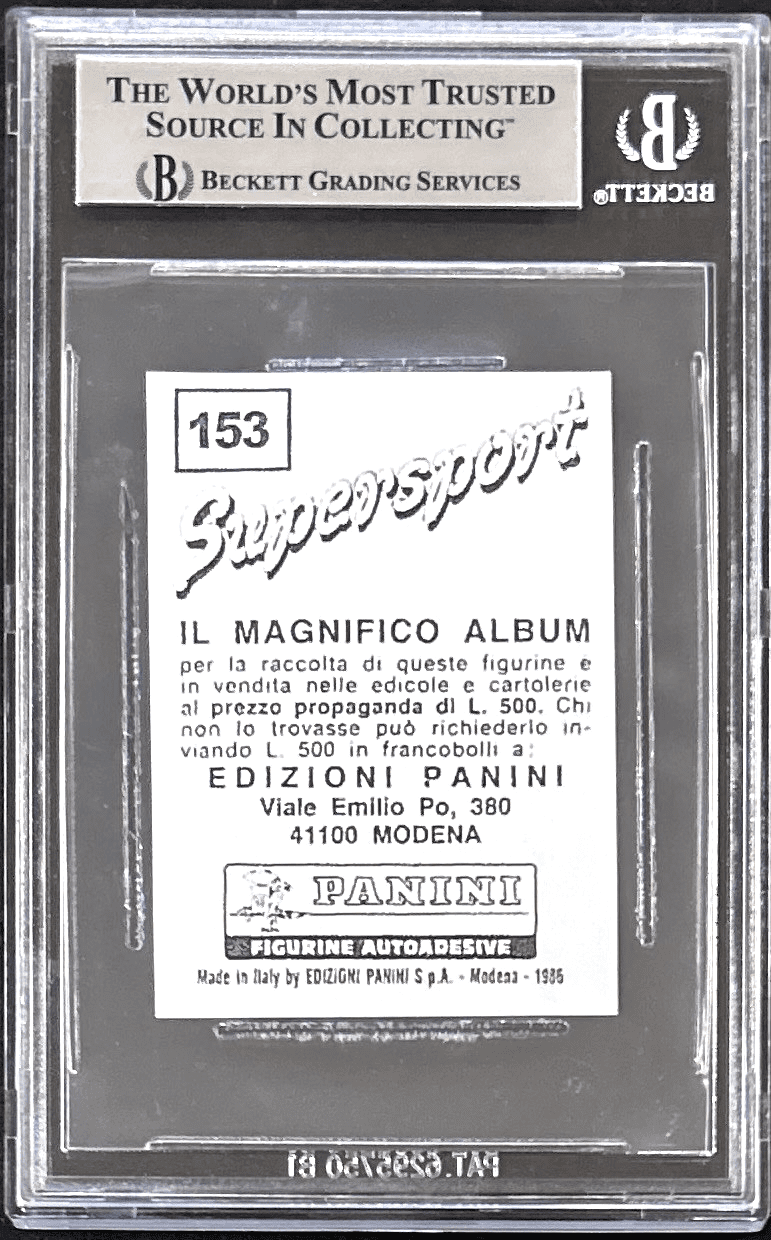 THE WORLD'S MOST TRUSTED
SOURCE IN COLLECTING™
B BECKETT GRADING SERVICES
B
BECKETT®
153
Supersport
IL MAGNIFICO ALBUM
per la raccolta di queste figurine è
in vendita nelle edicole e cartolerie
al prezzo propaganda di L. 500. Chi
non lo trovasse può richiederlo in-
viando L. 500 in francobolli a:
EDIZIONI PANINI
Viale Emilio Po, 380
41100 MODENA
PANINI
FIGURINE AUTOADESIVE
Made in Italy by EDIZIONI PANINI S.p.A. - Modena - 1986
PAT.6295750 B1